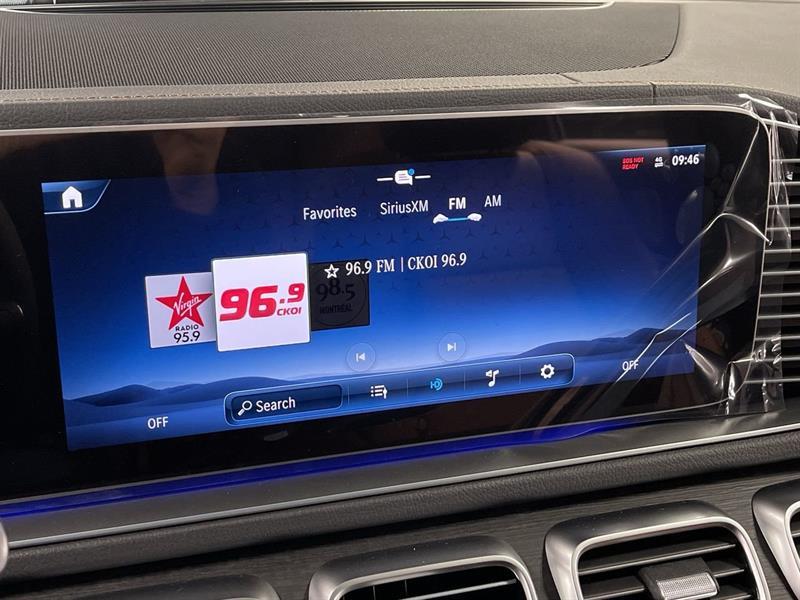 SOS NOT
READY
4G
09:46
Favorites SiriusXM FM AM
96.9 FM | CKOI 96.9
Virgin
RADIO
95.9
96.9
CKOI
98.5
MONTRÉAL
OFF
Search
OFF